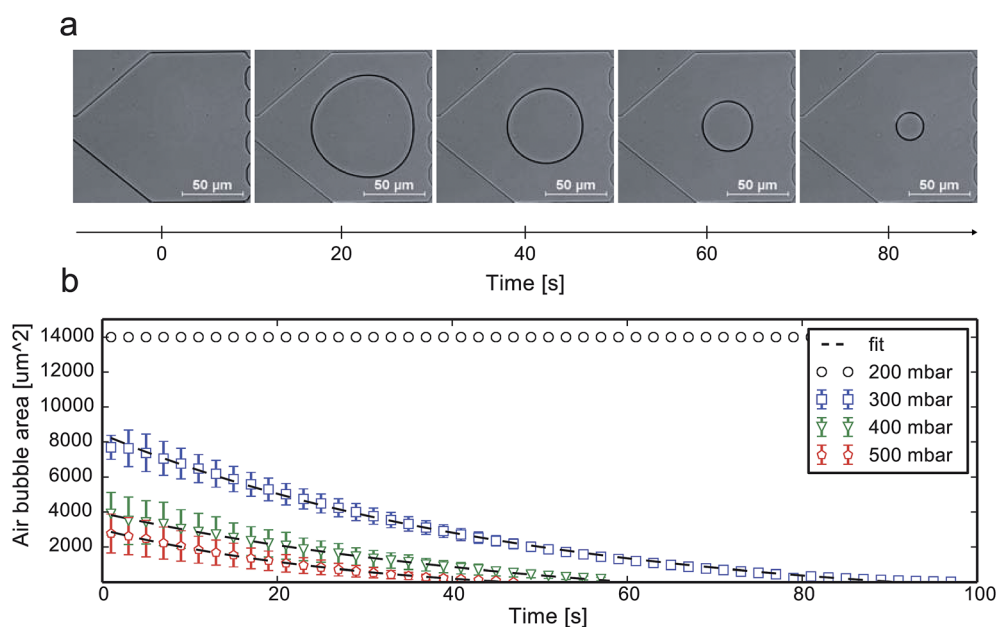 a
50 µm 50 µm 50 µm 50 µm 50 µm
0 20 40 60 80
Time [s]
b
Air bubble area [um^2]
14000
12000
10000
8000
6000
4000
2000
fit
200 mbar
300 mbar
400 mbar
500 mbar
0 20 40 60 80 100
Time [s]